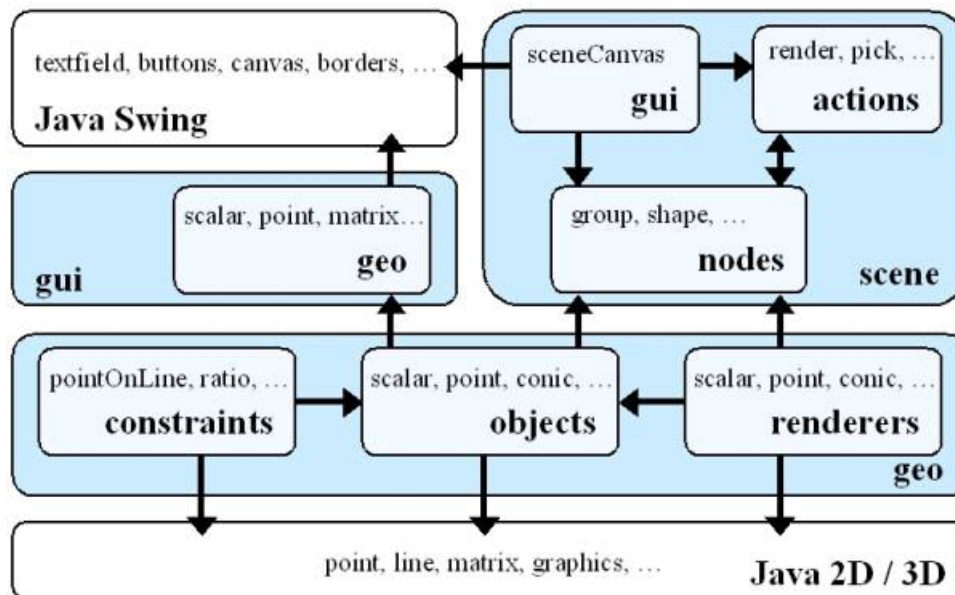 textfield, buttons, canvas, borders, …
Java Swing
sceneCanvas
gui
render, pick, …
actions
scalar, point, matrix…
geo
gui
group, shape, …
nodes
scene
pointOnLine, ratio, …
constraints
scalar, point, conic, …
objects
scalar, point, conic, …
renderers
geo
point, line, matrix, graphics, …
Java 2D / 3D